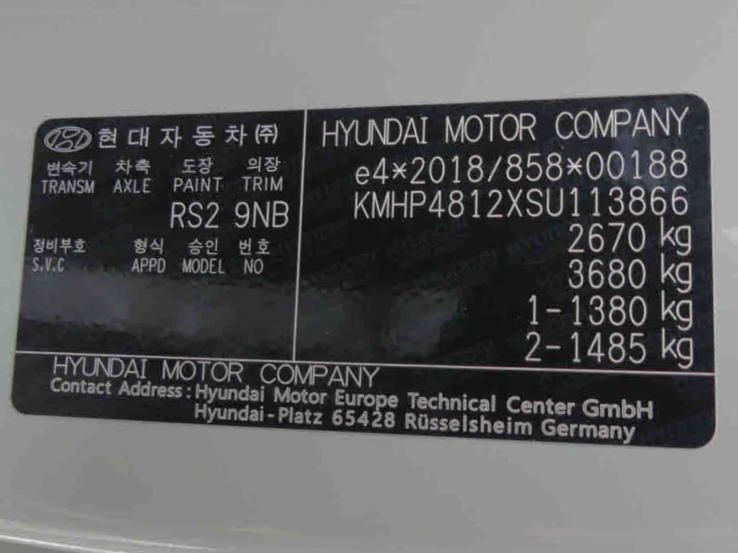 현대자동차㈜
변속기 차축 도장 의장
TRANSM AXLE PAINT TRIM
RS2 9NB
정비부호 형식 승인 번호
S.V.C APPD MODEL NO
HYUNDAI MOTOR COMPANY
e4*2018/858*00188
KMHP4812XSU113866
2670 kg
3680 kg
1-1380 kg
2-1485 kg
HYUNDAI MOTOR COMPANY
Contact Address : Hyundai Motor Europe Technical Center GmbH
Hyundai-Platz 65428 Rüsselsheim Germany